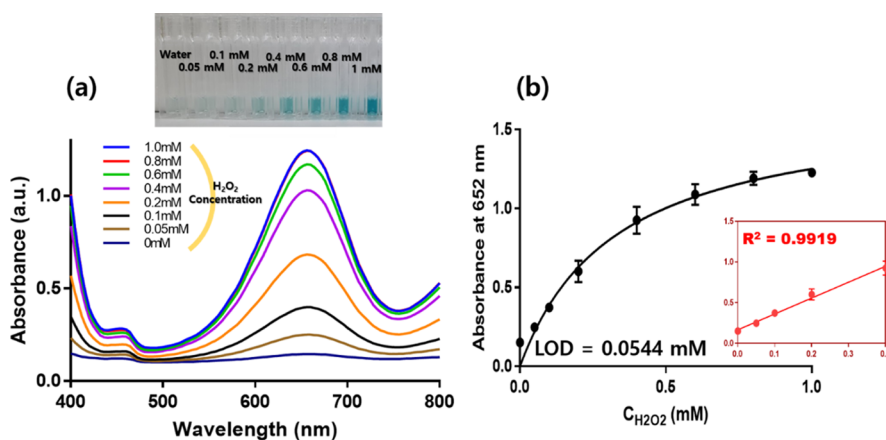 Water 0.1 mM 0.4 mM 0.8 mM
0.05 mM 0.2 mM 0.6 mM 1 mM
(a)
1.0mM
0.8mM
0.6mM
0.4mM
0.2mM
0.1mM
0.05mM
0mM
H₂O₂
Concentration
Absorbance (a.u.)
1.0
0.5
0.0
400 500 600 700 800
Wavelength (nm)
(b)
Absorbance at 652 nm
1.5
1.0
0.5
0.0
0.0 0.6 1.0
C_H2O2 (mM)
LOD = 0.0544 mM
R² = 0.9919
1.5
1.0
0.5
0.0
0.0 0.1 0.2 0.3 0.4